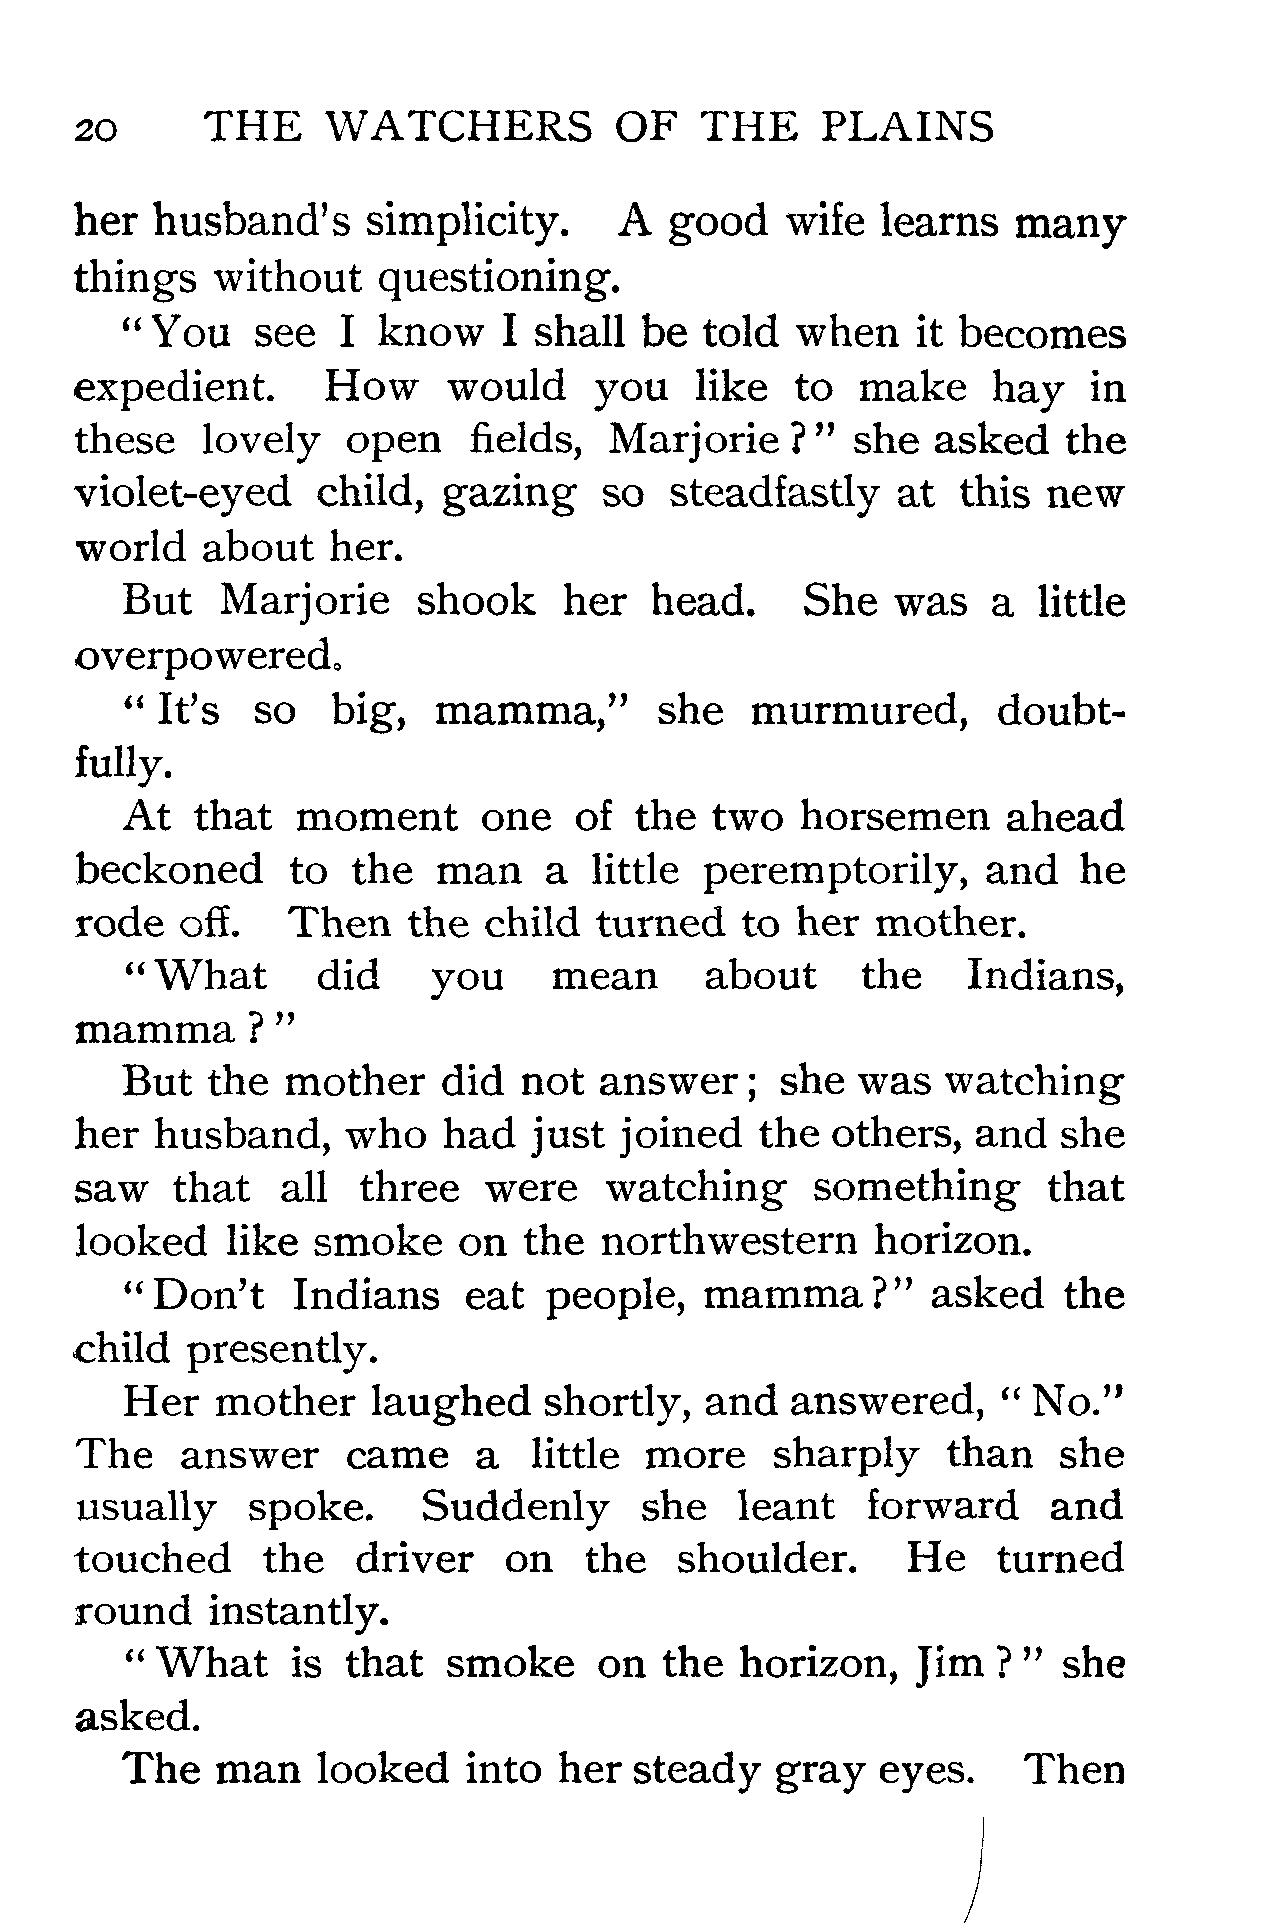 20 THE WATCHERS OF THE PLAINS
her husband's simplicity. A good wife learns many
things without questioning.
“You see I know I shall be told when it becomes
expedient. How would you like to make hay in
these lovely open fields, Marjorie?” she asked the
violet-eyed child, gazing so steadfastly at this new
world about her.
But Marjorie shook her head. She was a little
overpowered.
“It’s so big, mamma,” she murmured, doubt-
fully.
At that moment one of the two horsemen ahead
beckoned to the man a little peremptorily, and he
rode off. Then the child turned to her mother.
“What did you mean about the Indians,
mamma?”
But the mother did not answer; she was watching
her husband, who had just joined the others, and she
saw that all three were watching something that
looked like smoke on the northwestern horizon.
“Don’t Indians eat people, mamma?” asked the
child presently.
Her mother laughed shortly, and answered, “No.”
The answer came a little more sharply than she
usually spoke. Suddenly she leant forward and
touched the driver on the shoulder. He turned
round instantly.
“What is that smoke on the horizon, Jim?” she
asked.
The man looked into her steady gray eyes. Then